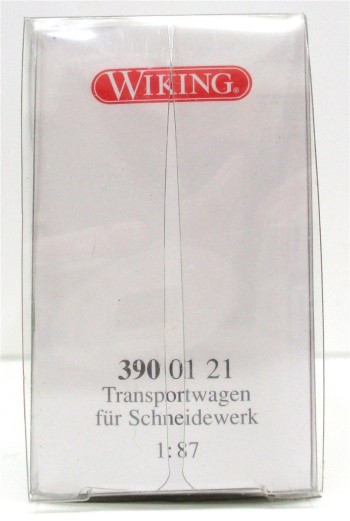 WIKING®
390 01 21
Transportwagen
für Schneidewerk
1:87